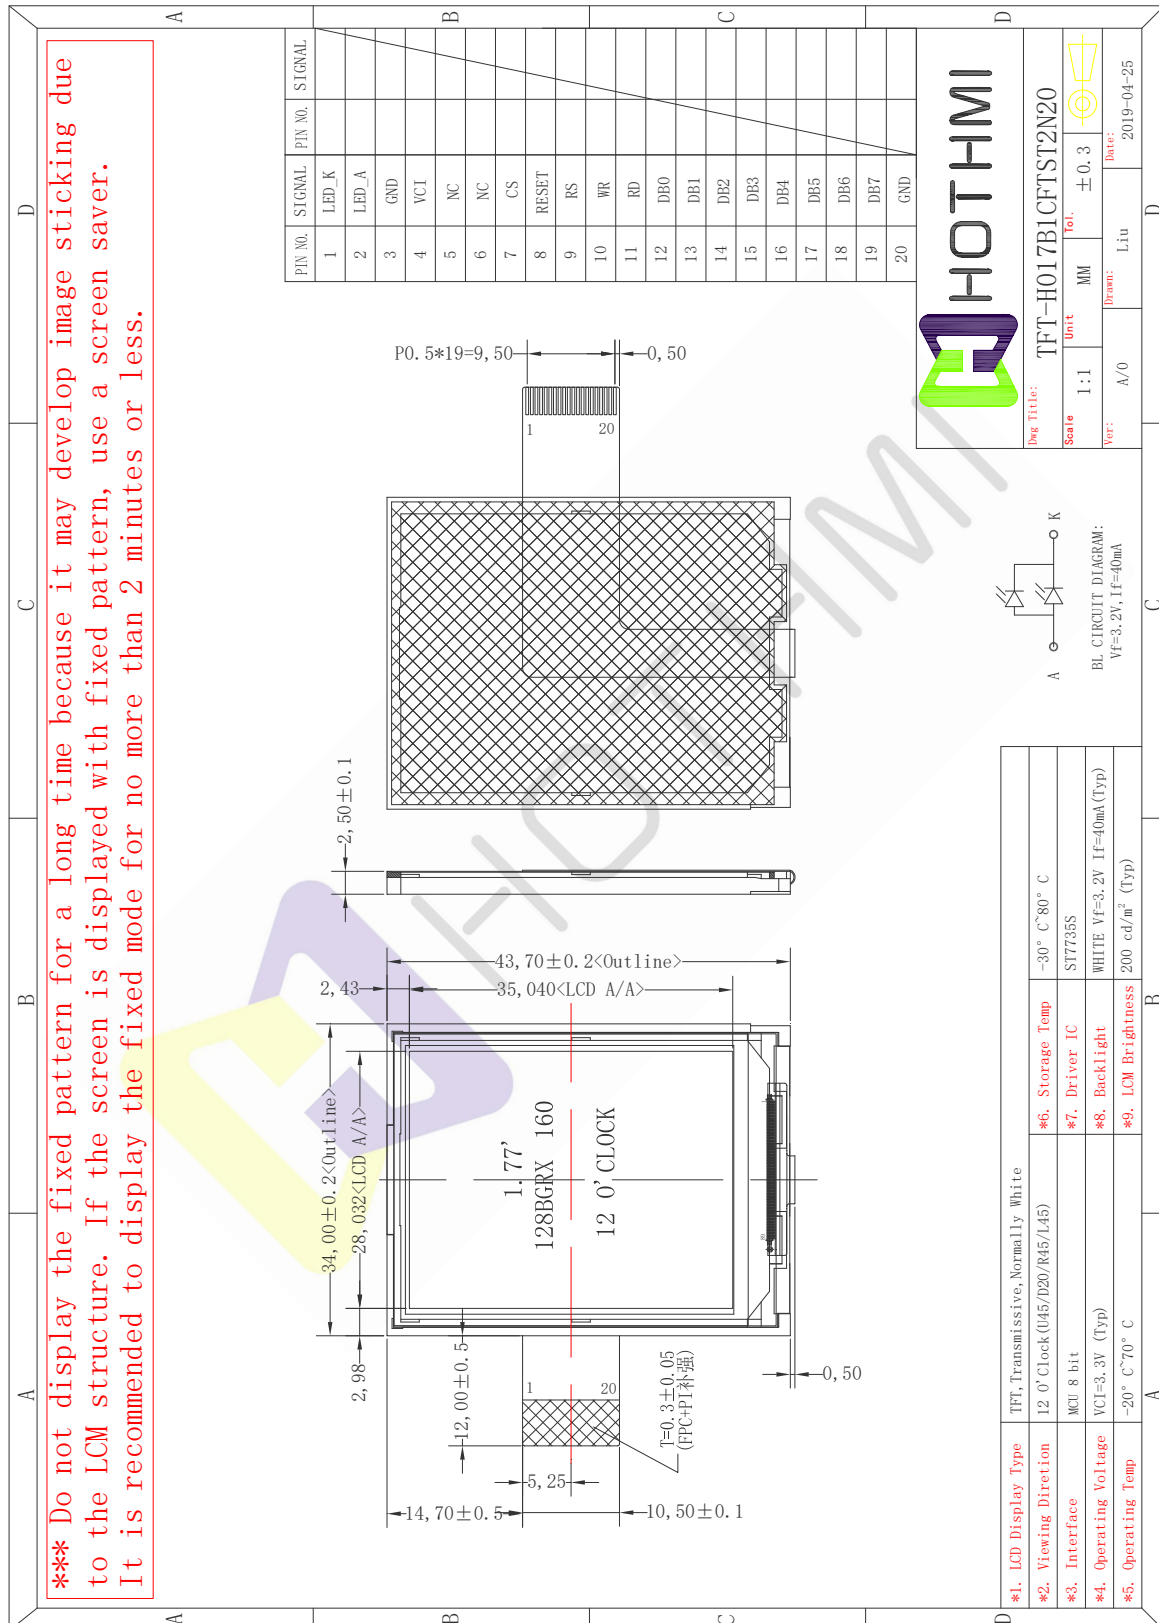 *** Do not display the fixed pattern for a long time because it may develop image sticking due
to the LCM structure. If the screen is displayed with fixed pattern, use a screen saver.
It is recommended to display the fixed mode for no more than 2 minutes or less.
A B C D
A B C D
A B C D
A B C D
34,00±0.2<Outline>
28,032<LCD A/A>
2,98
12,00±0.5
2,43
43,70±0.2<Outline>
35,040<LCD A/A>
2,50±0.1
1.77'
128BGRX 160
12 O' CLOCK
1 20
5,25
14,70±0.5
10,50±0.1
T=0.3±0.05
(FPC+PI补强)
0,50
P0.5*19=9,50
0,50
1 20
PIN NO. SIGNAL PIN NO. SIGNAL
1 LED_K
2 LED_A
3 GND
4 VCI
5 NC
6 NC
7 CS
8 RESET
9 RS
10 WR
11 RD
12 DB0
13 DB1
14 DB2
15 DB3
16 DB4
17 DB5
18 DB6
19 DB7
20 GND
A K
BL CIRCUIT DIAGRAM:
Vf=3.2V, If=40mA
*1. LCD Display Type TFT, Transmissive, Normally White
*2. Viewing Diretion 12 O' Clock(U45/D20/R45/L45)
*3. Interface MCU 8 bit
*4. Operating Voltage VCI=3.3V (Typ)
*5. Operating Temp -20° C~70° C
*6. Storage Temp -30° C~80° C
*7. Driver IC ST7735S
*8. Backlight WHITE Vf=3.2V If=40mA(Typ)
*9. LCM Brightness 200 cd/m² (Typ)
HOTHMI
Dwg Title: TFT-H017B1CFTST2N20
Scale 1:1 Unit MM Tol. ±0.3
Ver: A/0 Drawn: Liu Date: 2019-04-25
HOTHMI